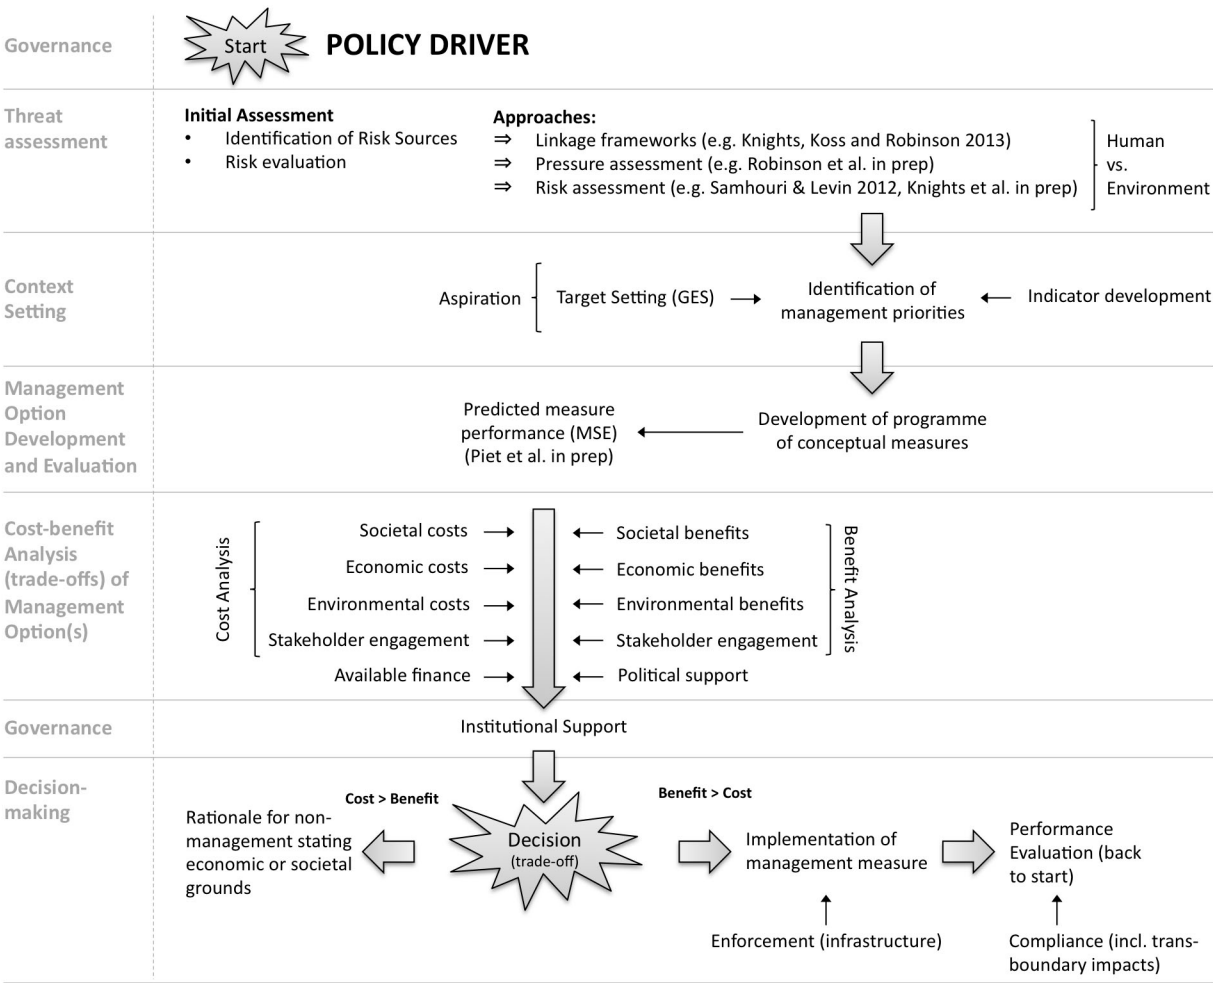 Governance
Start
POLICY DRIVER
Threat
assessment
Initial Assessment
• Identification of Risk Sources
• Risk evaluation
Approaches:
⇒ Linkage frameworks (e.g. Knights, Koss and Robinson 2013)
⇒ Pressure assessment (e.g. Robinson et al. in prep)
⇒ Risk assessment (e.g. Samhouri & Levin 2012, Knights et al. in prep)
Human
vs.
Environment
Context
Setting
Aspiration
Target Setting (GES)
Identification of
management priorities
Indicator development
Management
Option
Development
and Evaluation
Predicted measure
performance (MSE)
(Piet et al. in prep)
Development of programme
of conceptual measures
Cost-benefit
Analysis
(trade-offs) of
Management
Option(s)
Cost Analysis
Societal costs
Economic costs
Environmental costs
Stakeholder engagement
Available finance
Societal benefits
Economic benefits
Environmental benefits
Stakeholder engagement
Political support
Benefit Analysis
Governance
Institutional Support
Decision-
making
Rationale for non-
management stating
economic or societal
grounds
Cost > Benefit
Decision
(trade-off)
Benefit > Cost
Implementation of
management measure
Performance
Evaluation (back
to start)
Enforcement (infrastructure)
Compliance (incl. trans-
boundary impacts)